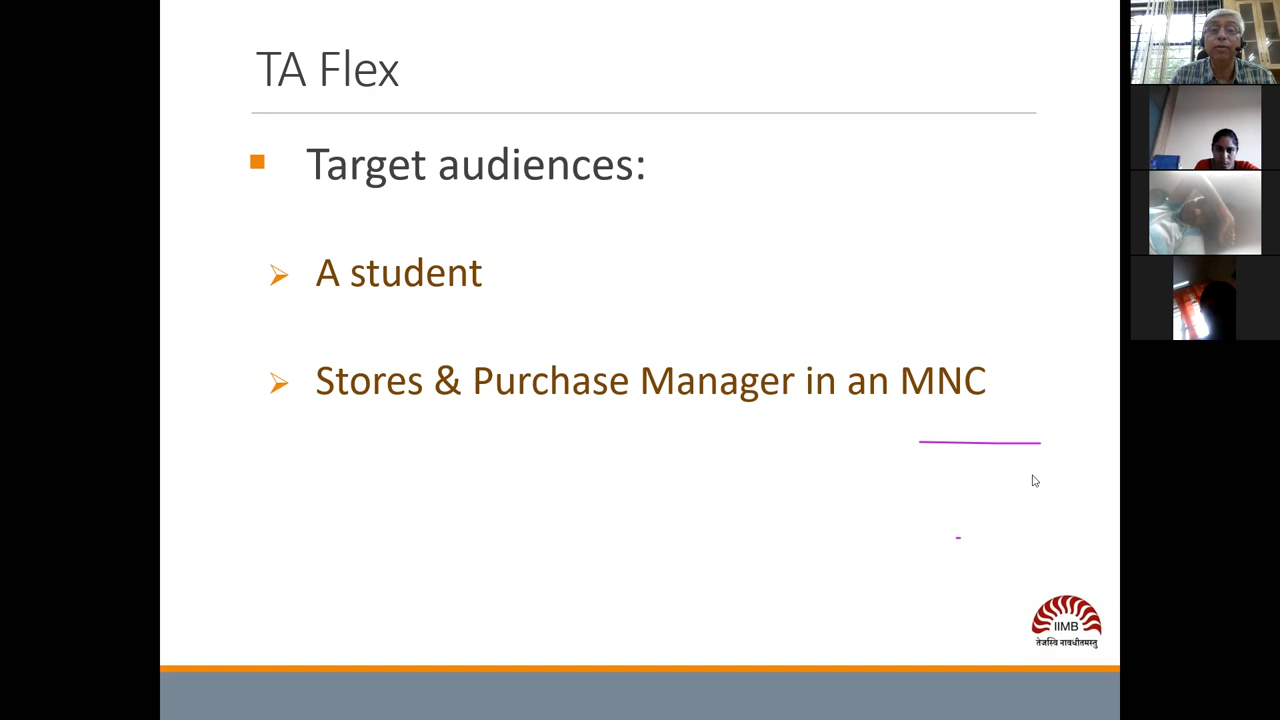 TA Flex
Target audiences:
A student
Stores & Purchase Manager in an MNC
IIMB
तेजस्वि नावधीतमस्तु